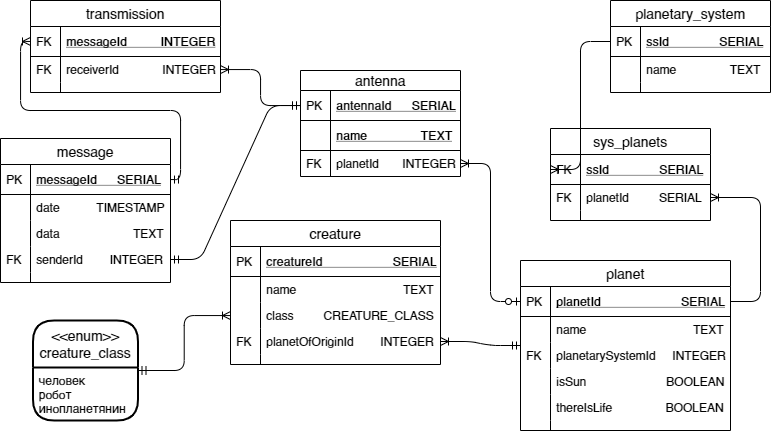 transmission
FK messageId INTEGER
FK receiverId INTEGER
planetary_system
PK ssId SERIAL
name TEXT
antenna
PK antennaId SERIAL
name TEXT
FK planetId INTEGER
sys_planets
FK ssId SERIAL
FK planetId SERIAL
message
PK messageId SERIAL
date TIMESTAMP
data TEXT
FK senderId INTEGER
creature
PK creatureId SERIAL
name TEXT
class CREATURE_CLASS
FK planetOfOriginId INTEGER
planet
PK planetId SERIAL
name TEXT
FK planetarySystemId INTEGER
isSun BOOLEAN
thereIsLife BOOLEAN
<<enum>>
creature_class
человек
робот
инопланетянин